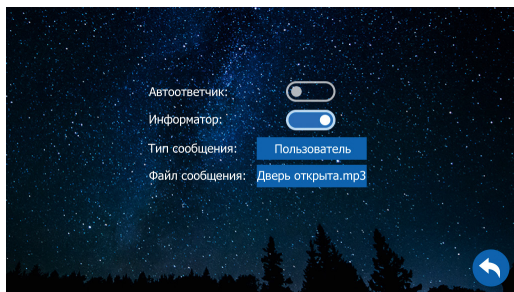 Автоответчик:
Информатор:
Тип сообщения: Пользователь
Файл сообщения: Дверь открыта.mp3